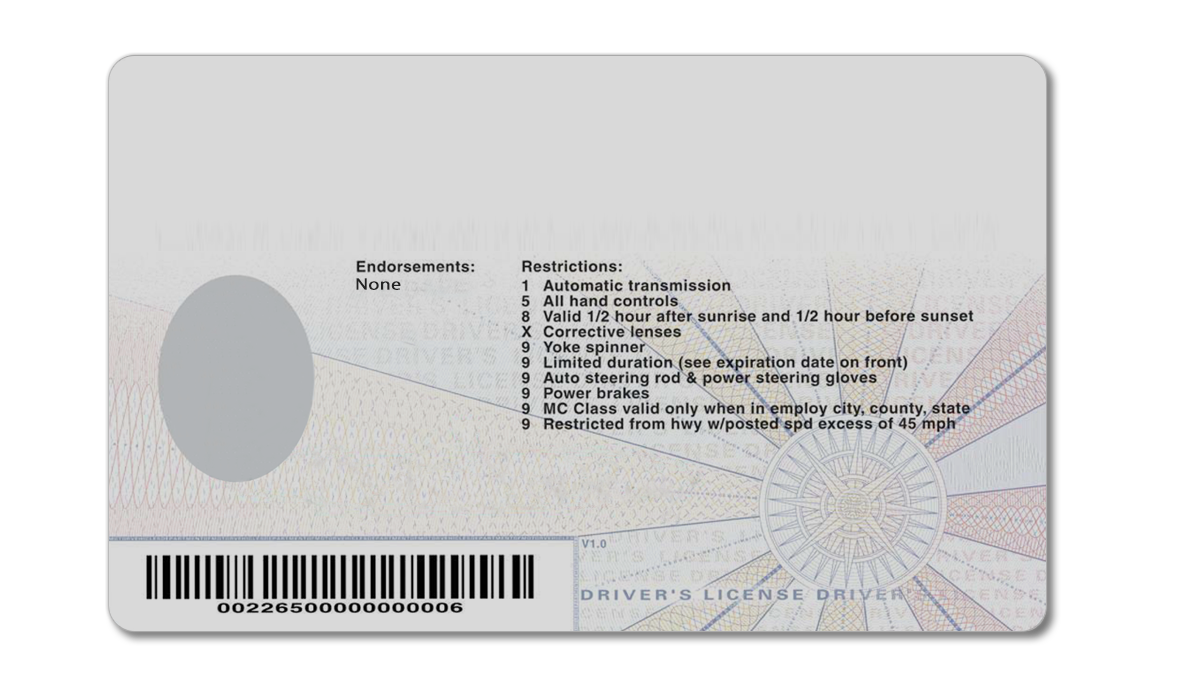 Endorsements:
None
Restrictions:
1 Automatic transmission
5 All hand controls
8 Valid 1/2 hour after sunrise and 1/2 hour before sunset
X Corrective lenses
9 Yoke spinner
9 Limited duration (see expiration date on front)
9 Auto steering rod & power steering gloves
9 Power brakes
9 MC Class valid only when in employ city, county, state
9 Restricted from hwy w/posted spd excess of 45 mph
V1.0
00226500000000006
DRIVER'S LICENSE DRIVER'S